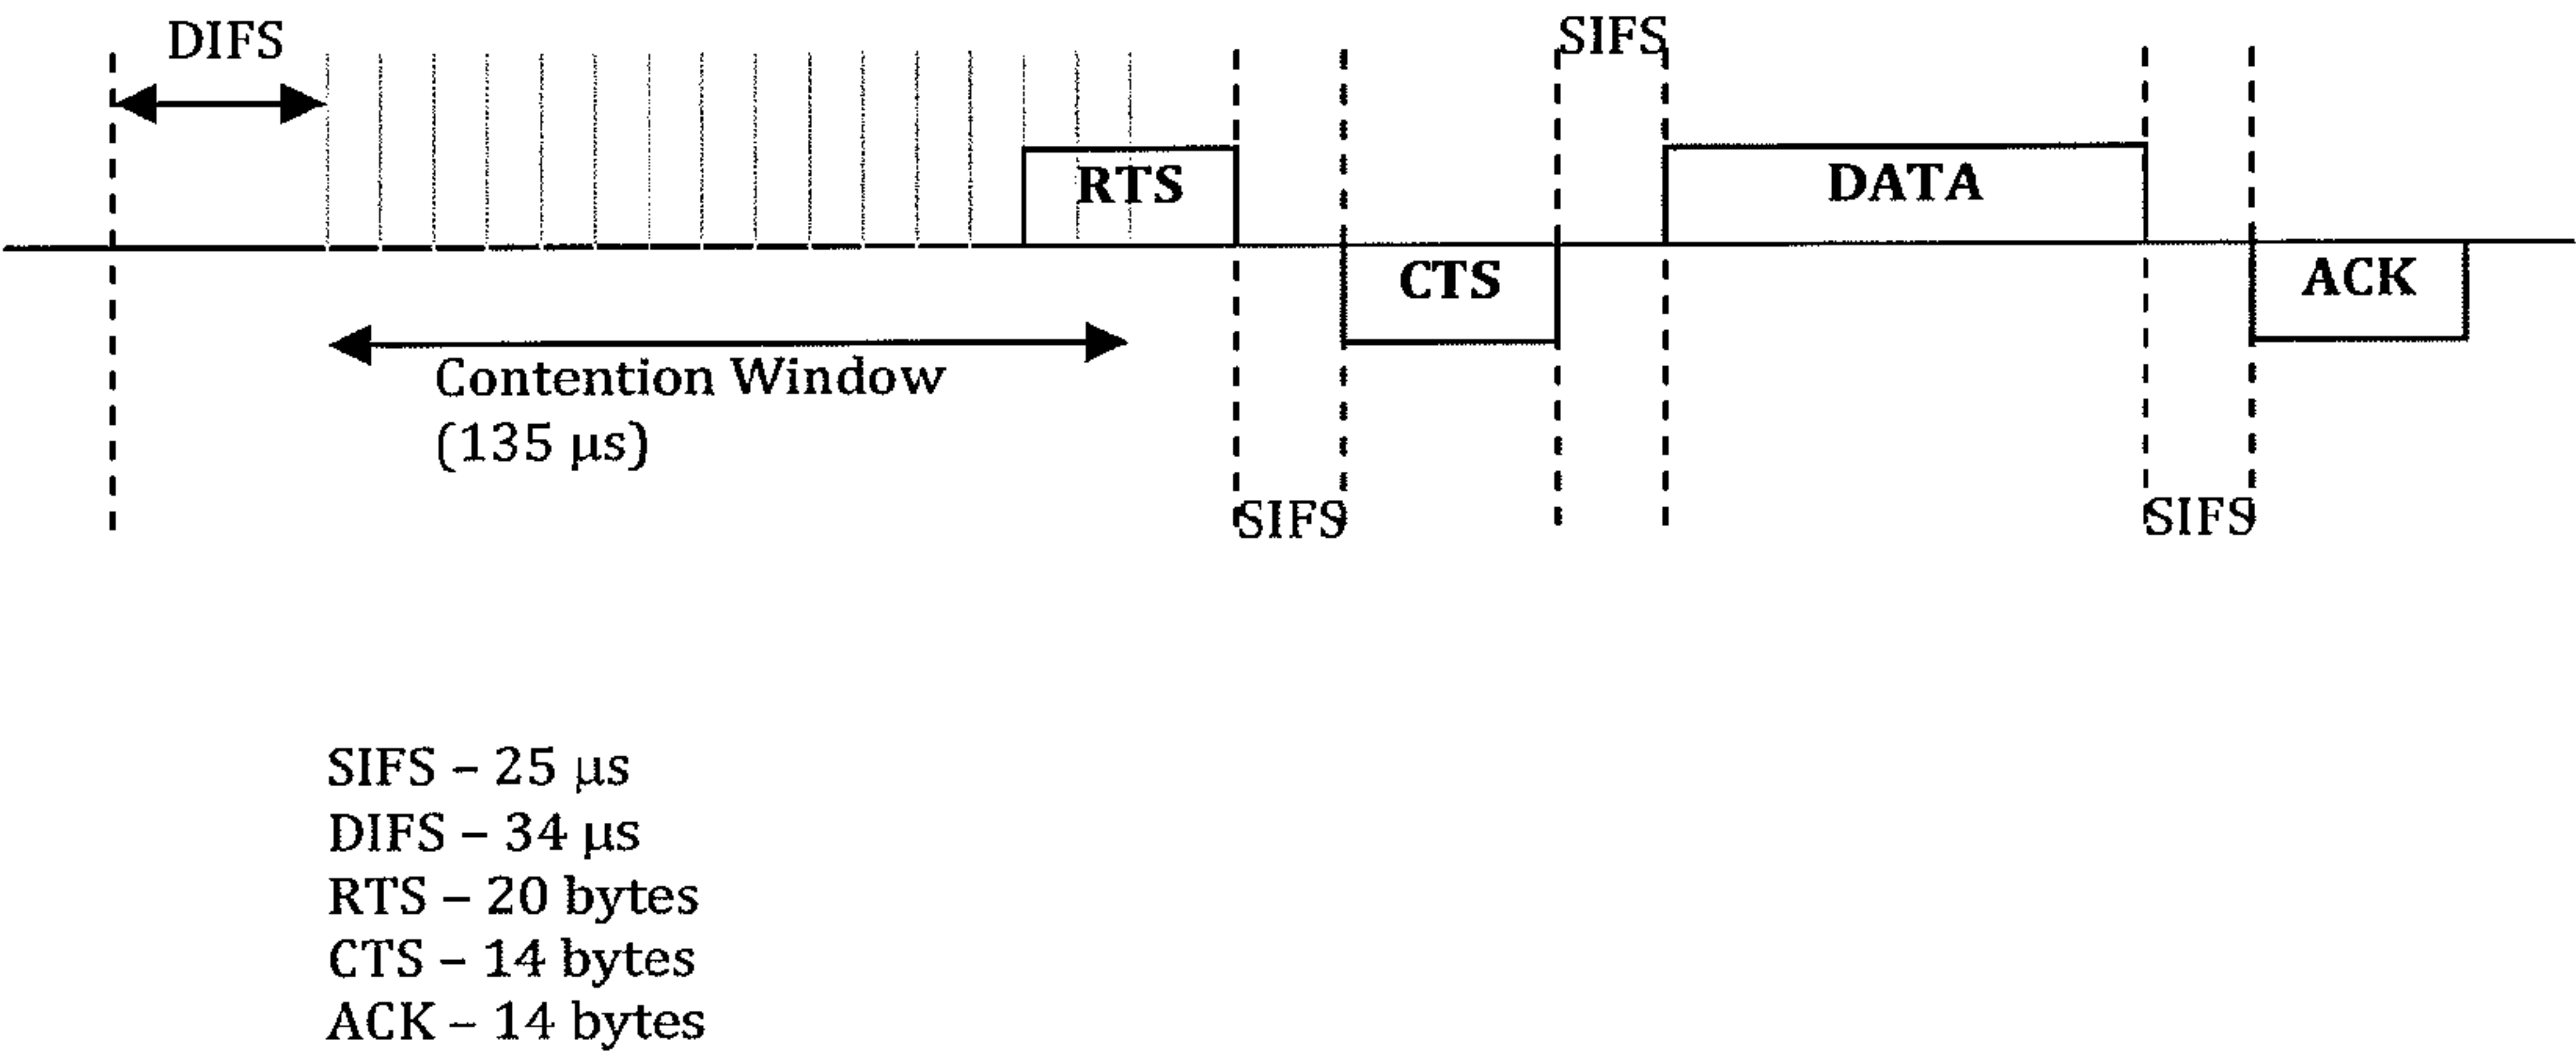 DIFS
SIFS
RTS
DATA
CTS
ACK
Contention Window
(135 μs)
SIFS
SIFS
SIFS – 25 μs
DIFS – 34 μs
RTS – 20 bytes
CTS – 14 bytes
ACK – 14 bytes